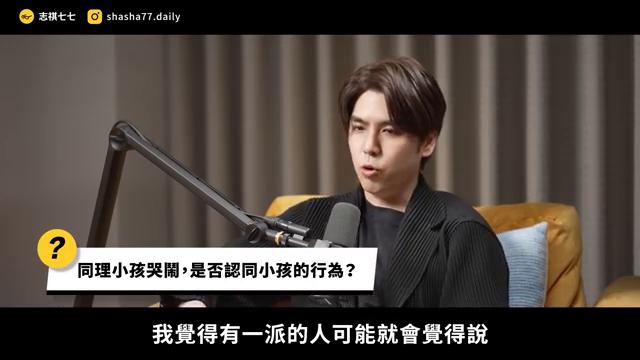 志祺七七 shasha77.daily
?
同理小孩哭鬧，是否認同小孩的行為？
我覺得有一派的人可能就會覺得說